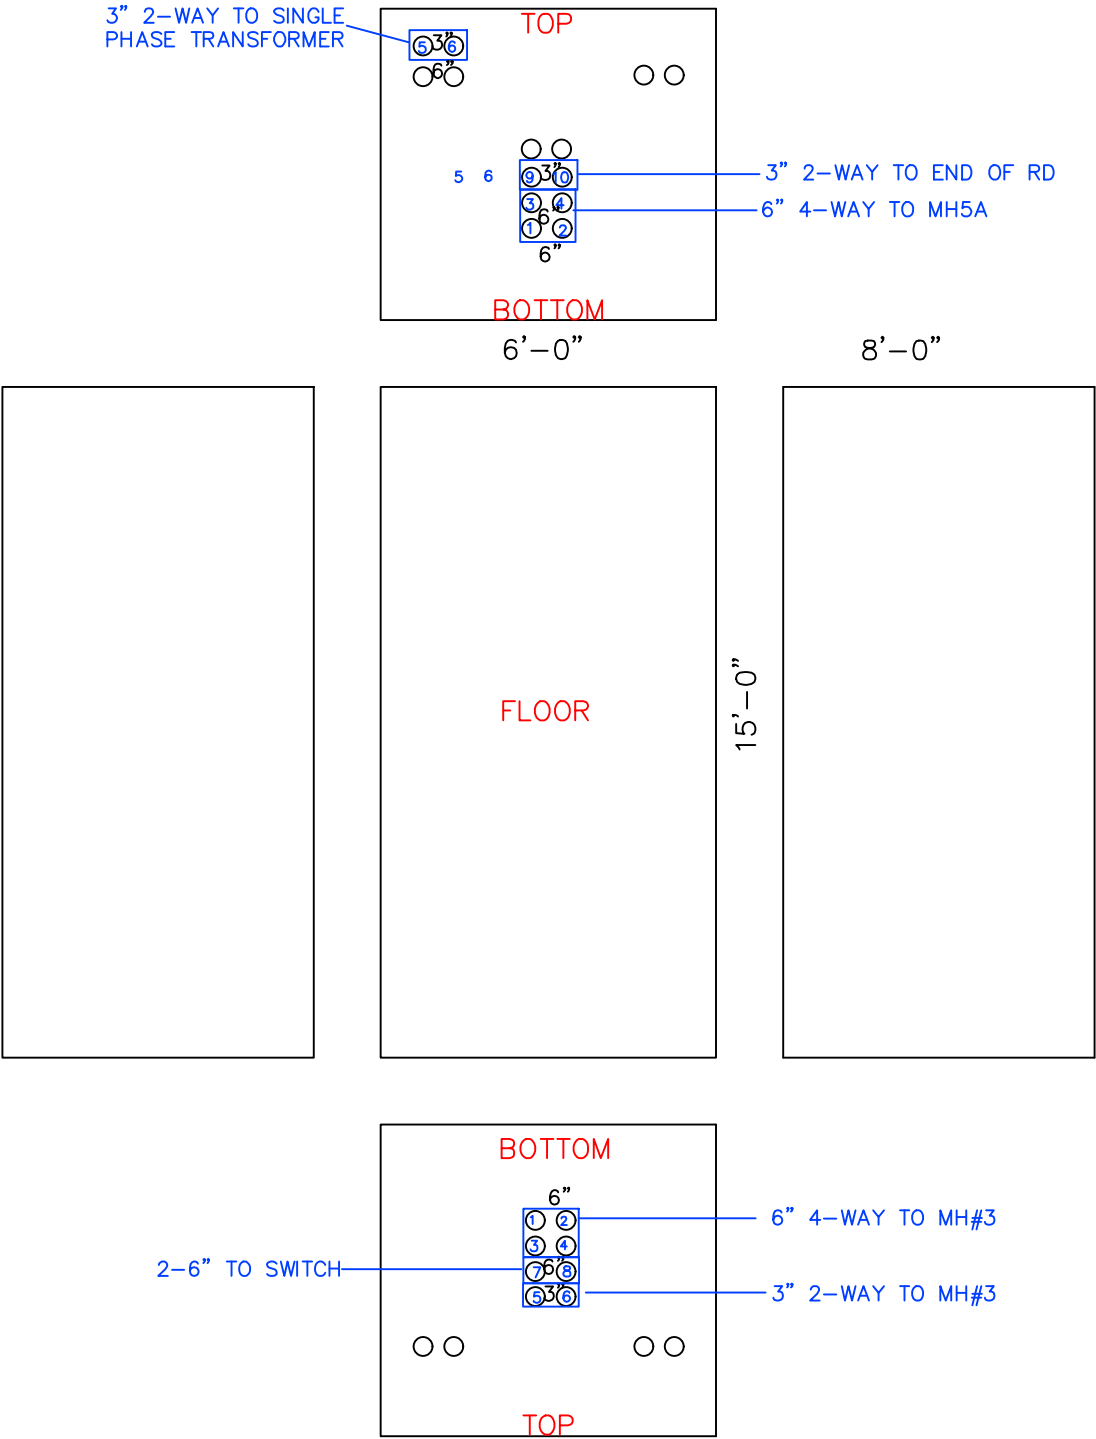 3" 2-WAY TO SINGLE
PHASE TRANSFORMER
TOP
5 3" 6
6"
5 6
9 3" 10
3" 2-WAY TO END OF RD
3 4
6"
6" 4-WAY TO MH5A
1 2
6"
BOTTOM
6'-0"
8'-0"
FLOOR
15'-0"
BOTTOM
6"
1 2
6" 4-WAY TO MH#3
3 4
2-6" TO SWITCH
7 6" 8
5 3" 6
3" 2-WAY TO MH#3
TOP